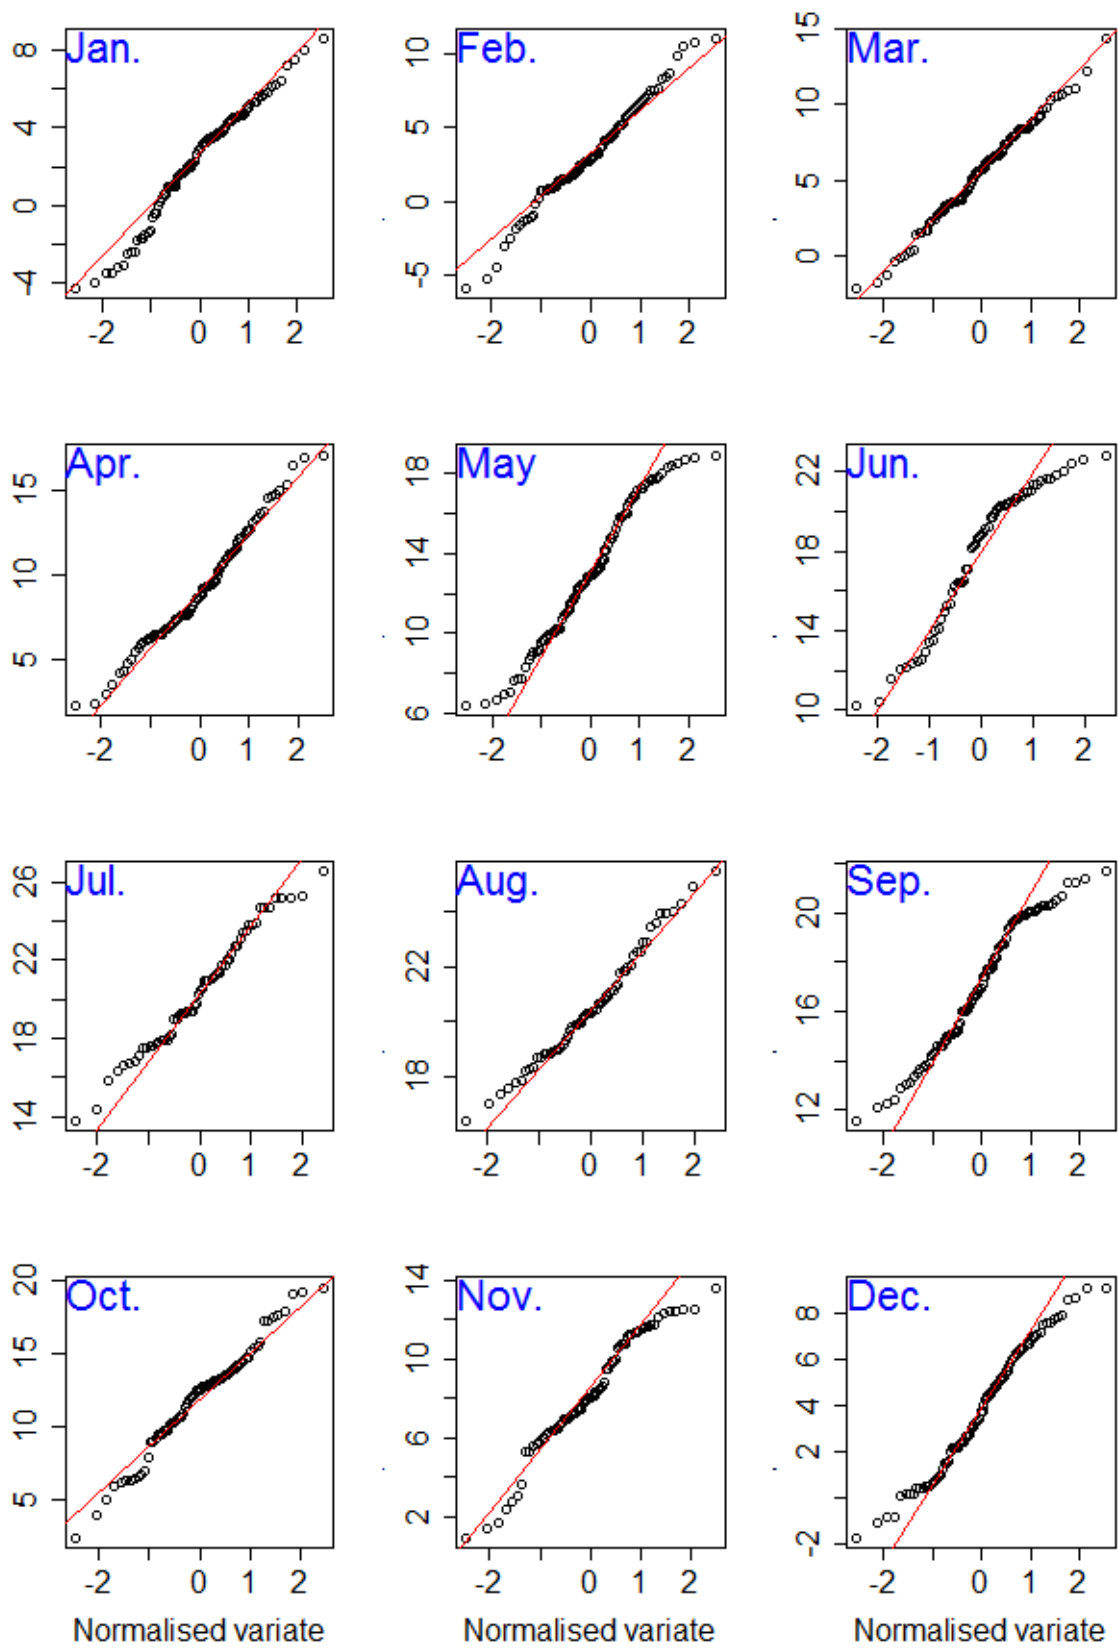 Jan. Feb. Mar.
8 4 0 -4
10 5 0 -5
15 10 5 0
-2 0 1 2 -2 0 1 2 -2 0 1 2
Apr. May Jun.
15 10 5
18 14 10 6
22 18 14 10
-2 0 1 2 -2 0 1 2 -2 -1 0 1 2
Jul. Aug. Sep.
26 22 18 14
22 18
20 16 12
-2 0 1 2 -2 0 1 2 -2 0 1 2
Oct. Nov. Dec.
20 15 10 5
14 10 6 2
8 6 4 2 -2
-2 0 1 2 -2 0 1 2 -2 0 1 2
Normalised variate Normalised variate Normalised variate